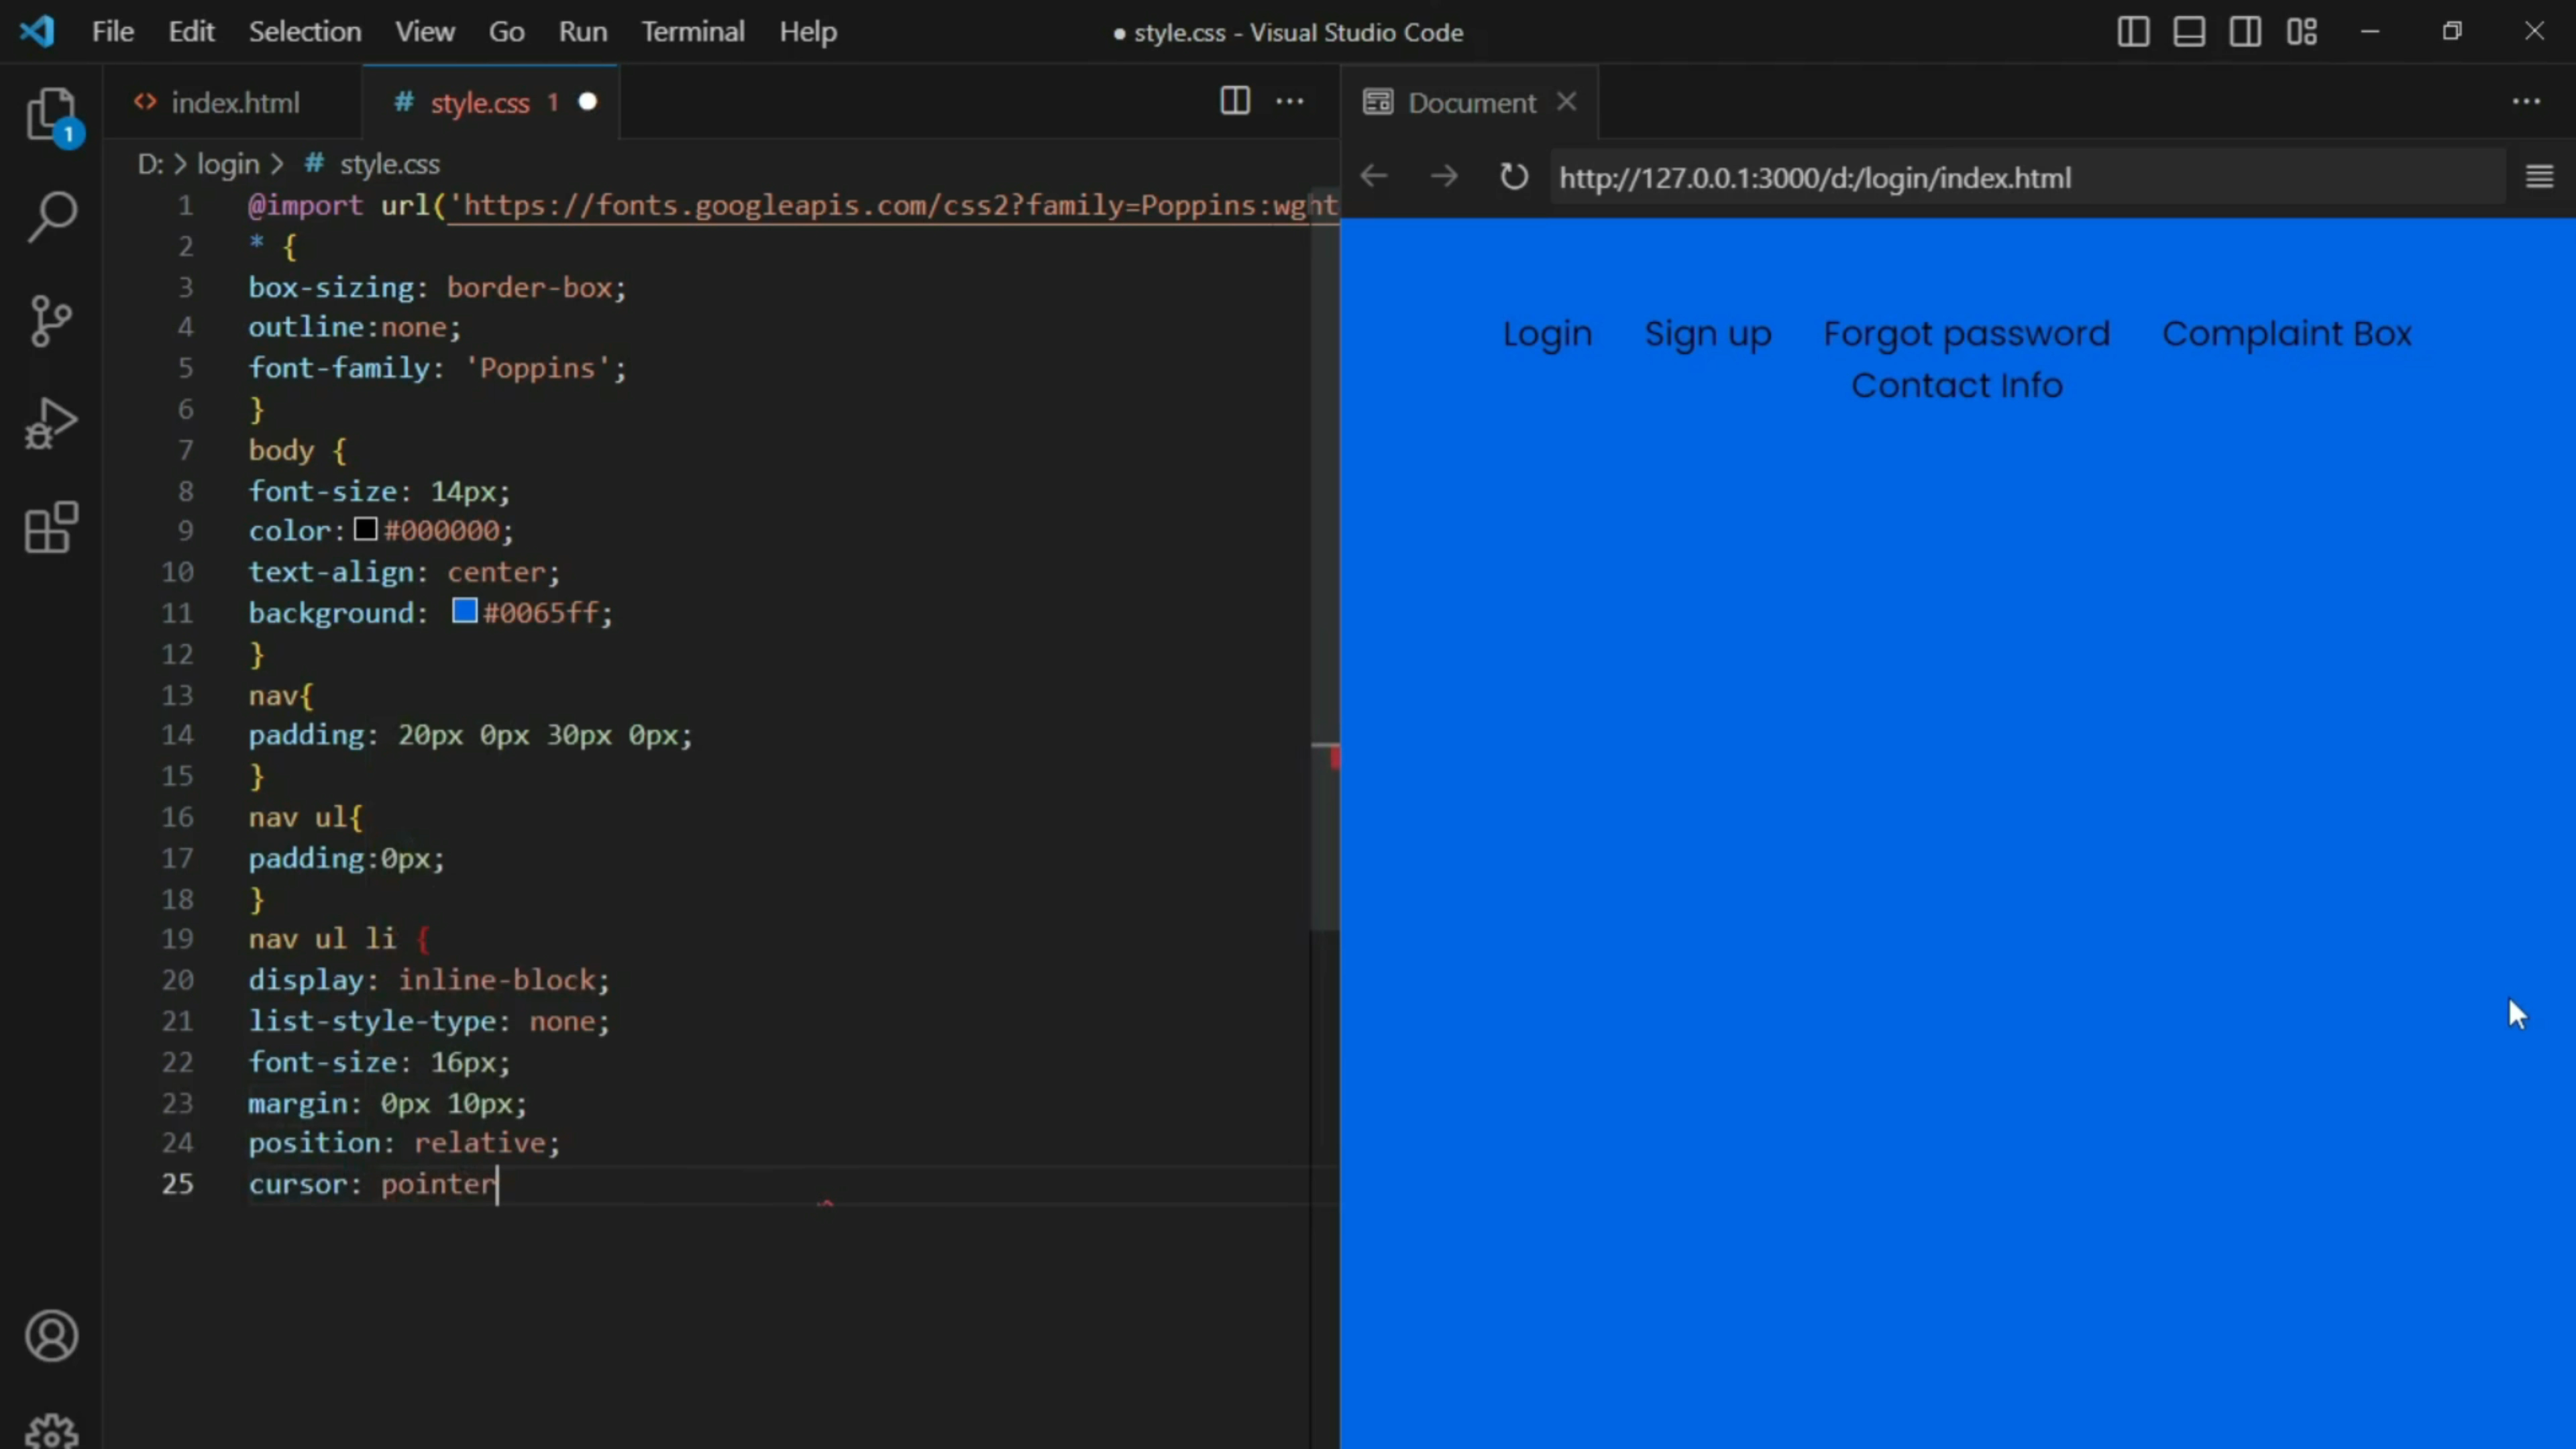 File Edit Selection View Go Run Terminal Help
● style.css - Visual Studio Code
index.html
# style.css 1
Document
D: > login > # style.css
http://127.0.0.1:3000/d:/login/index.html
1
1 @import url('https://fonts.googleapis.com/css2?family=Poppins:wght
2 * {
3 box-sizing: border-box;
4 outline:none;
5 font-family: 'Poppins';
6 }
7 body {
8 font-size: 14px;
9 color: #000000;
10 text-align: center;
11 background: #0065ff;
12 }
13 nav{
14 padding: 20px 0px 30px 0px;
15 }
16 nav ul{
17 padding:0px;
18 }
19 nav ul li {
20 display: inline-block;
21 list-style-type: none;
22 font-size: 16px;
23 margin: 0px 10px;
24 position: relative;
25 cursor: pointer
Login Sign up Forgot password Complaint Box
Contact Info